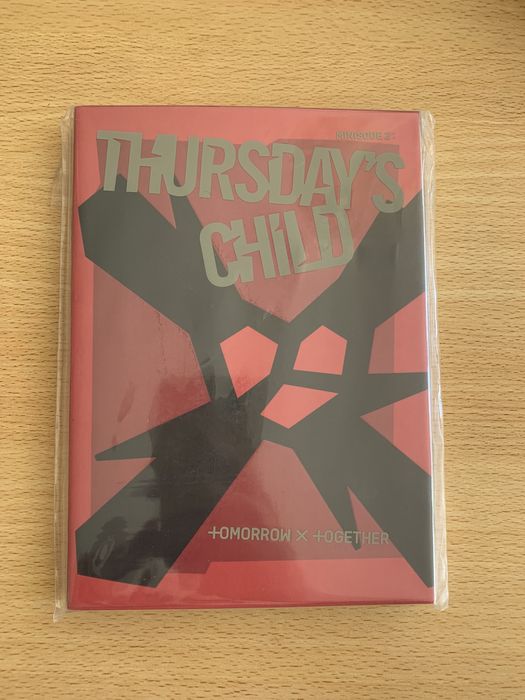 MINISODE 2:
THURSDAY'S
CHILD
TOMORROW × TOGETHER